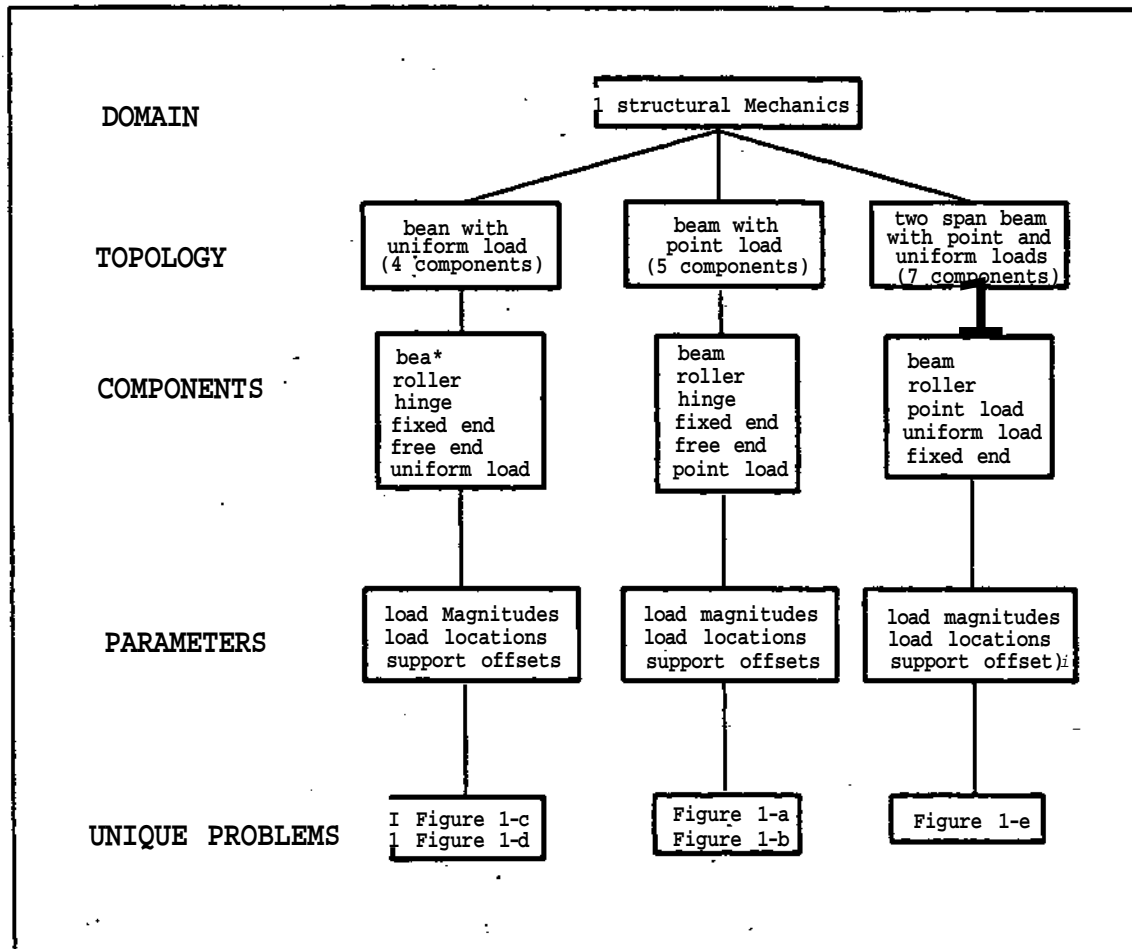 DOMAIN
1 structural Mechanics
TOPOLOGY
bean with
uniform load
(4 components)
beam with
point load
(5 components)
two span beam
with point and
uniform loads
(7 components)
COMPONENTS
bea*
roller
hinge
fixed end
free end
uniform load
beam
roller
hinge
fixed end
free end
point load
beam
roller
point load
uniform load
fixed end
PARAMETERS
load Magnitudes
load locations
support offsets
load magnitudes
load locations
support offsets
load magnitudes
load locations
support offset)i
UNIQUE PROBLEMS
I Figure 1-c
1 Figure 1-d
Figure 1-a
Figure 1-b
Figure 1-e